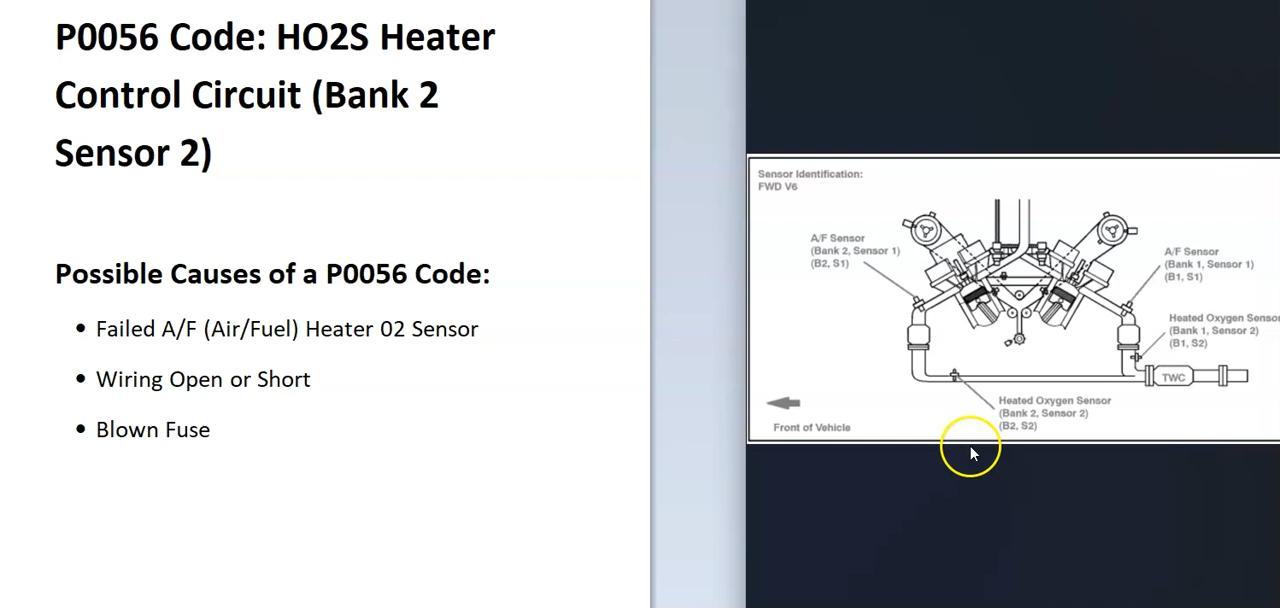 P0056 Code: HO2S Heater
Control Circuit (Bank 2
Sensor 2)
Possible Causes of a P0056 Code:
• Failed A/F (Air/Fuel) Heater 02 Sensor
• Wiring Open or Short
• Blown Fuse
Sensor Identification:
FWD V6
A/F Sensor
(Bank 2, Sensor 1)
(B2, S1)
A/F Sensor
(Bank 1, Sensor 1)
(B1, S1)
Heated Oxygen Senso
(Bank 1, Sensor 2)
(B1, S2)
TWC
Heated Oxygen Sensor
(Bank 2, Sensor 2)
(B2, S2)
Front of Vehicle